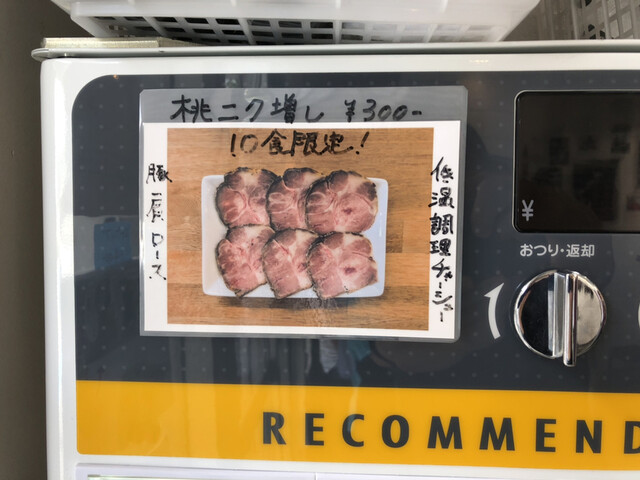 桃ニク増し ¥300-
10食限定!
豚肩ロース
低温調理チャーシュー
¥
おつり・返却
RECOMMEND